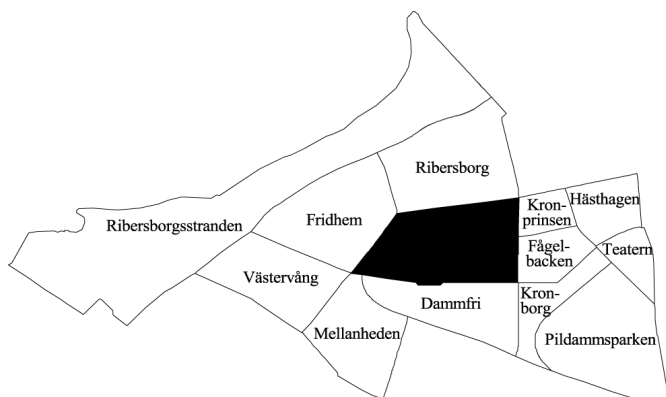 Ribersborg
Hästhagen
Kron-
prinsen
Ribersborgsstranden
Fridhem
Fågel-
backen
Teatern
Västervång
Kron-
borg
Dammfri
Mellanheden
Pildammsparken